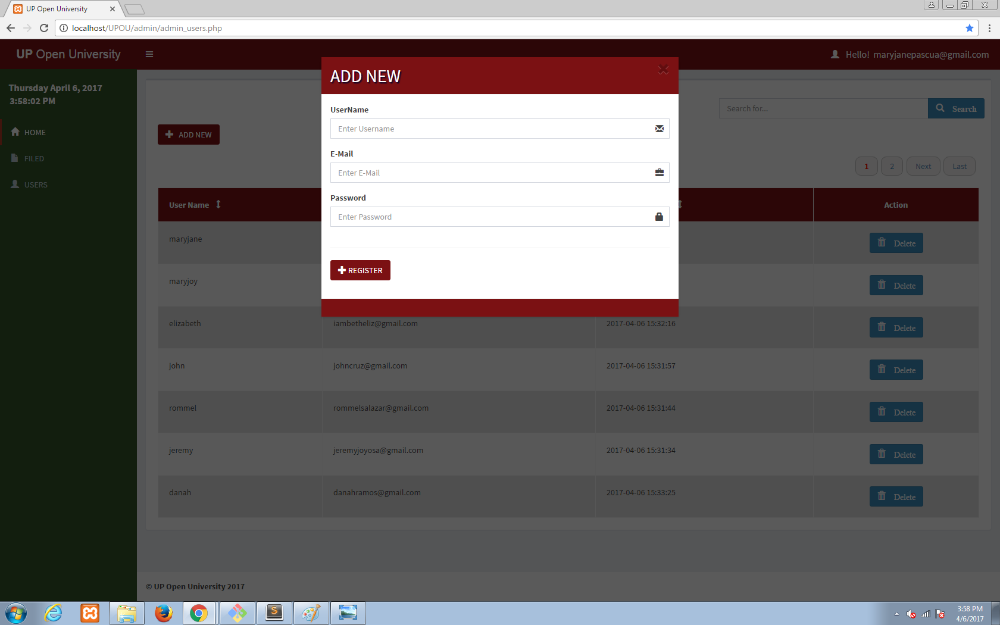 UP Open University
localhost/UPOU/admin/admin_users.php
UP Open University
Hello! maryjanepascua@gmail.com
Thursday April 6, 2017
3:58:02 PM
HOME
FILED
USERS
ADD NEW
Search for...
Search
1 2 Next Last
User Name
Action
maryjane
Delete
maryjoy
Delete
elizabeth iambetheliz@gmail.com 2017-04-06 15:32:16 Delete
john johncruz@gmail.com 2017-04-06 15:31:57 Delete
rommel rommelsalazar@gmail.com 2017-04-06 15:31:44 Delete
jeremy jeremyjoyosa@gmail.com 2017-04-06 15:31:34 Delete
danah danahramos@gmail.com 2017-04-06 15:33:25 Delete
ADD NEW
UserName
Enter Username
E-Mail
Enter E-Mail
Password
Enter Password
REGISTER
© UP Open University 2017
3:58 PM
4/6/2017